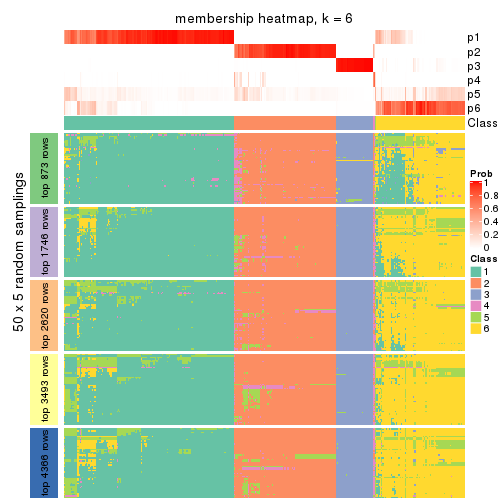 membership heatmap, k = 6
p1
p2
p3
p4
p5
p6
Class
50 x 5 random samplings
top 873 rows
top 1746 rows
top 2620 rows
top 3493 rows
top 4366 rows
Prob
1
0.8
0.6
0.4
0.2
0
Class
1
2
3
4
5
6